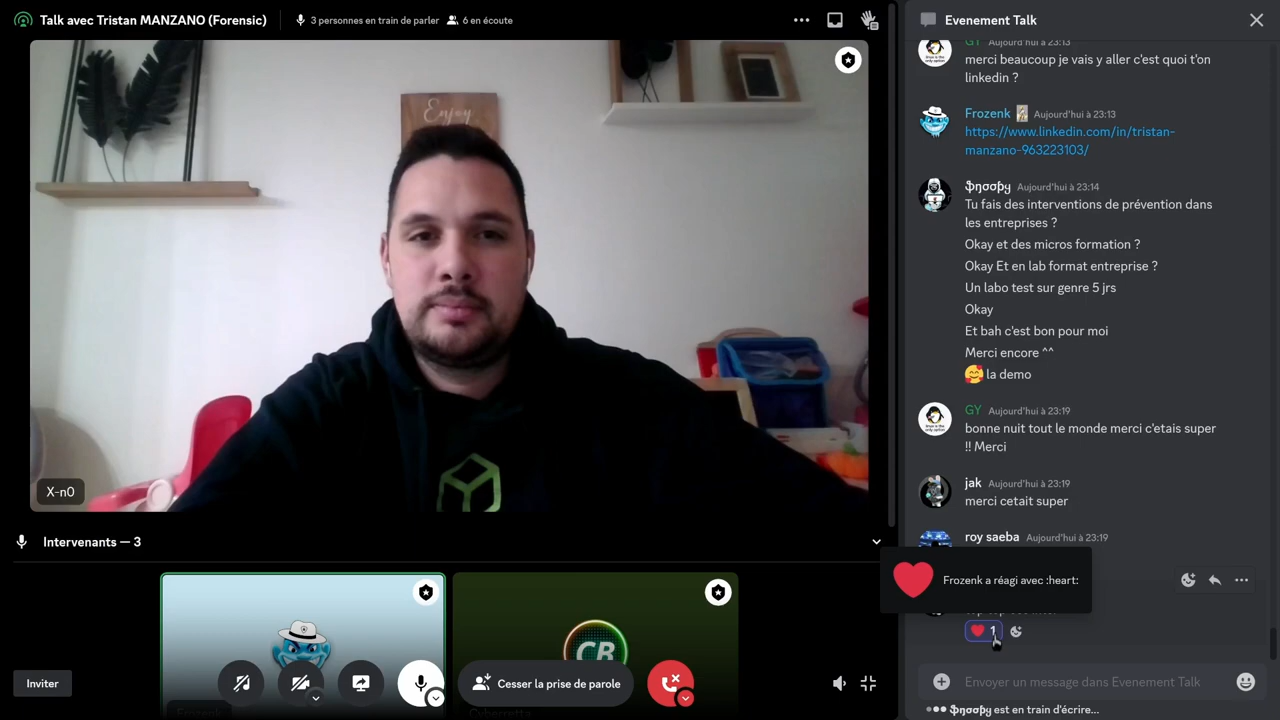 Talk avec Tristan MANZANO (Forensic)
3 personnes en train de parler
6 en écoute
Enjoy
X-n0
Intervenants — 3
CB
Inviter
Cesser la prise de parole
Evenement Talk
GY Aujourd'hui à 23:13
merci beaucoup je vais y aller c'est quoi t'on
linkedin ?
Frozenk Aujourd'hui à 23:13
https://www.linkedin.com/in/tristan-
manzano-963223103/
Aujourd'hui à 23:14
Tu fais des interventions de prévention dans
les entreprises ?
Okay et des micros formation ?
Okay Et en lab format entreprise ?
Un labo test sur genre 5 jrs
Okay
Et bah c'est bon pour moi
Merci encore ^^
🥰 la demo
GY Aujourd'hui à 23:19
bonne nuit tout le monde merci c'etais super
!! Merci
jak Aujourd'hui à 23:19
merci cetait super
roy saeba Aujourd'hui à 23:19
Frozenk a réagi avec :heart:
1
Envoyer un message dans Evenement Talk
est en train d'écrire...